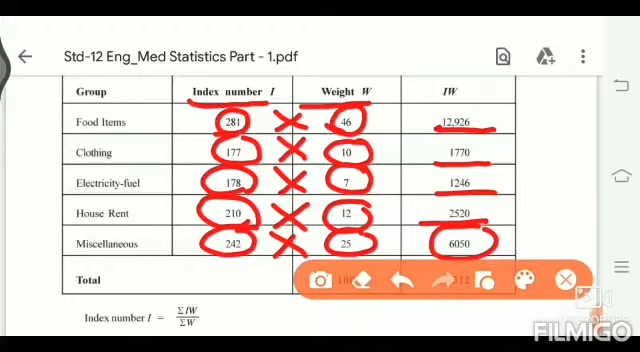 Std-12 Eng_Med Statistics Part - 1.pdf
Group Index number I Weight W IW
Food Items 281 46 12,926
Clothing 177 10 1770
Electricity-fuel 178 7 1246
House Rent 210 12 2520
Miscellaneous 242 25 6050
Total
Index number I = ΣIW / ΣW
FILMIGO